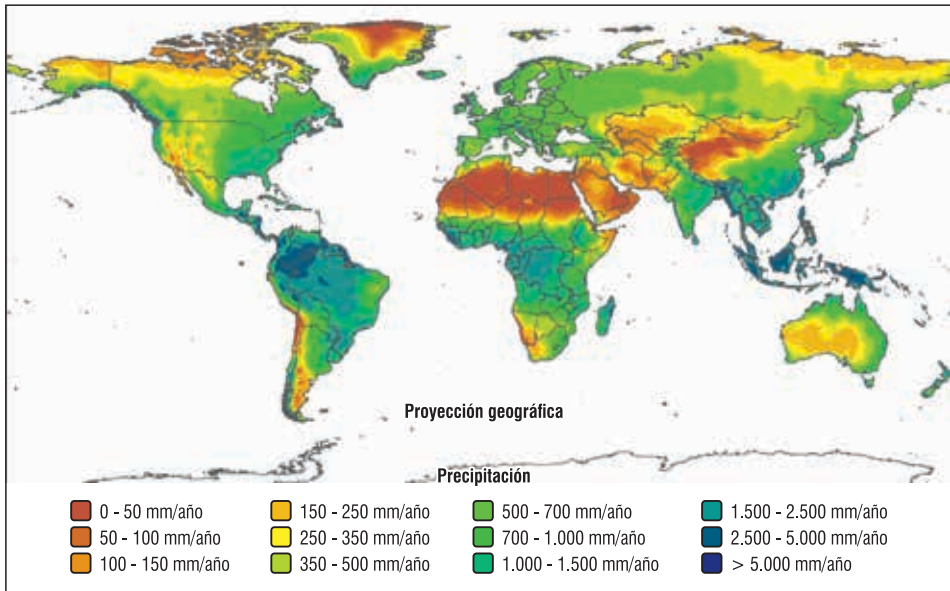 Proyección geográfica
Precipitación
0 - 50 mm/año
50 - 100 mm/año
100 - 150 mm/año
150 - 250 mm/año
250 - 350 mm/año
350 - 500 mm/año
500 - 700 mm/año
700 - 1.000 mm/año
1.000 - 1.500 mm/año
1.500 - 2.500 mm/año
2.500 - 5.000 mm/año
> 5.000 mm/año